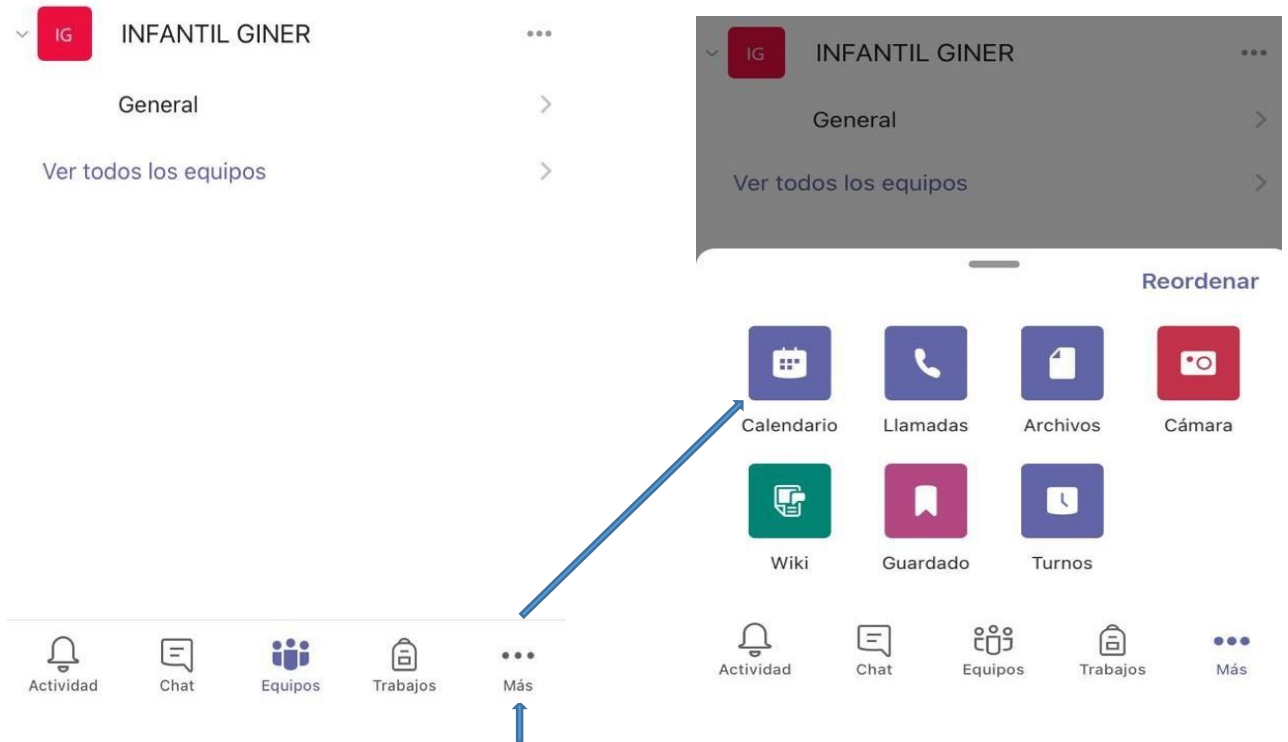 IG INFANTIL GINER
General
Ver todos los equipos
Actividad Chat Equipos Trabajos Más
IG INFANTIL GINER
General
Ver todos los equipos
Reordenar
Calendario Llamadas Archivos Cámara
Wiki Guardado Turnos
Actividad Chat Equipos Trabajos Más